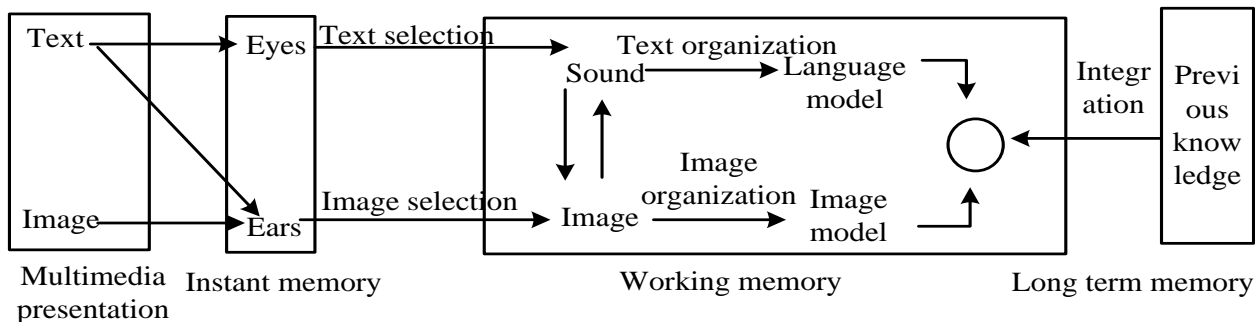 Text
Eyes
Text selection
Text organization
Sound
Language
model
Integr
ation
Previ
ous
know
ledge
Image
Ears
Image selection
Image
Image
organization
Image
model
Multimedia
presentation
Instant memory
Working memory
Long term memory